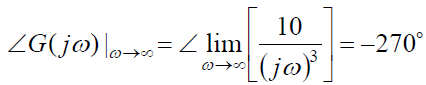 ∠G(jω)|ω→∞ = ∠ lim ω→∞ [10 / (jω)³] = −270°